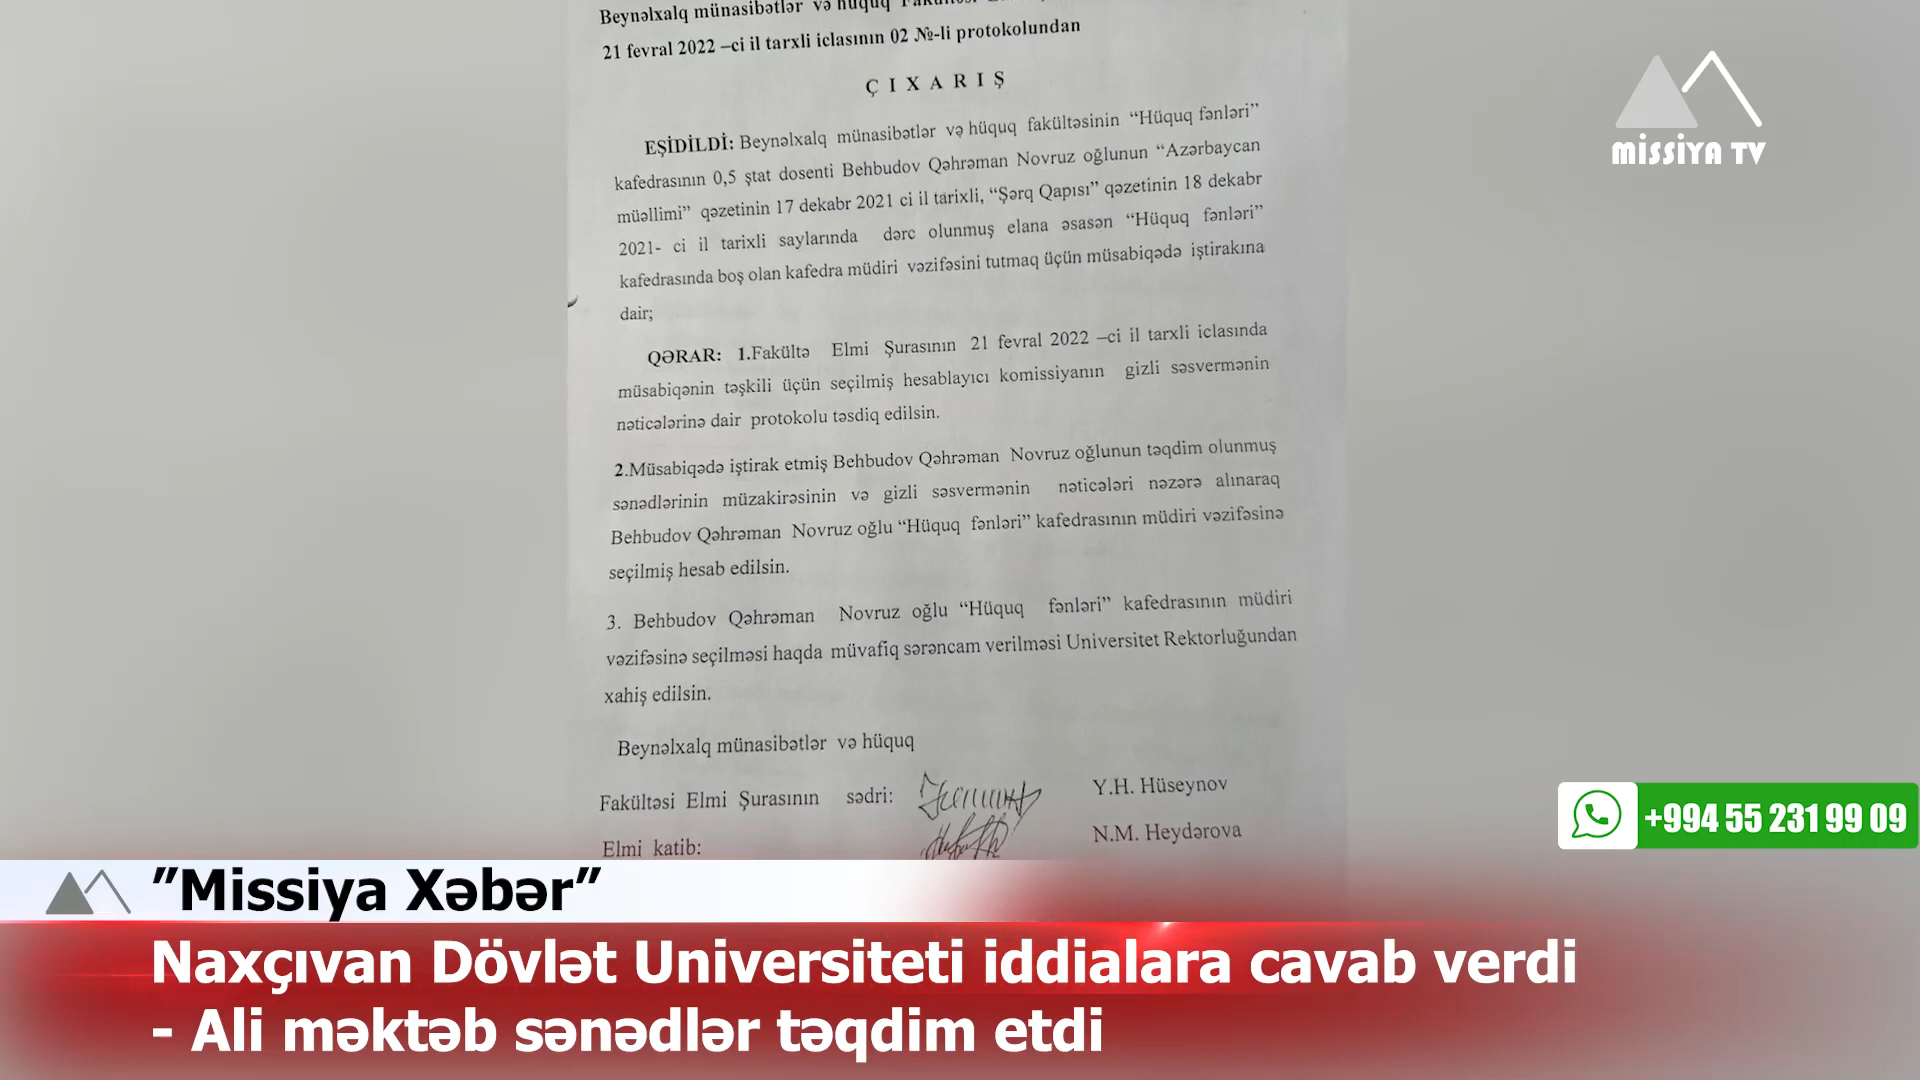 Beynəlxalq münasibətlər və hüquq
21 fevral 2022 –ci il tarxli iclasının 02 №-li protokolundan
Ç I X A R I Ş
EŞİDİLDİ: Beynəlxalq münasibətlər və hüquq fakültəsinin “Hüquq fənləri”
kafedrasının 0,5 ştat dosenti Behbudov Qəhrəman Novruz oğlunun “Azərbaycan
müəllimi” qəzetinin 17 dekabr 2021 ci il tarixli, “Şərq Qapısı” qəzetinin 18 dekabr
2021- ci il tarixli saylarında dərc olunmuş elana əsasən “Hüquq fənləri”
kafedrasında boş olan kafedra müdiri vəzifəsini tutmaq üçün müsabiqədə iştirakına
dair;
QƏRAR: 1.Fakültə Elmi Şurasının 21 fevral 2022 –ci il tarxli iclasında
müsabiqənin təşkili üçün seçilmiş hesablayıcı komissiyanın gizli səsvermənin
nəticələrinə dair protokolu təsdiq edilsin.
2.Müsabiqədə iştirak etmiş Behbudov Qəhrəman Novruz oğlunun təqdim olunmuş
sənədlərinin müzakirəsinin və gizli səsvermənin nəticələri nəzərə alınaraq
Behbudov Qəhrəman Novruz oğlu “Hüquq fənləri” kafedrasının müdiri vəzifəsinə
seçilmiş hesab edilsin.
3. Behbudov Qəhrəman Novruz oğlu “Hüquq fənləri” kafedrasının müdiri
vəzifəsinə seçilməsi haqda müvafiq sərəncam verilməsi Universitet Rektorluğundan
xahiş edilsin.
Beynəlxalq münasibətlər və hüquq
Fakültəsi Elmi Şurasının sədri: Y.H. Hüseynov
Elmi katib: N.M. Heydərova
MİSSİYA TV
+994 55 231 99 09
”Missiya Xəbər”
Naxçıvan Dövlət Universiteti iddialara cavab verdi
- Ali məktəb sənədlər təqdim etdi